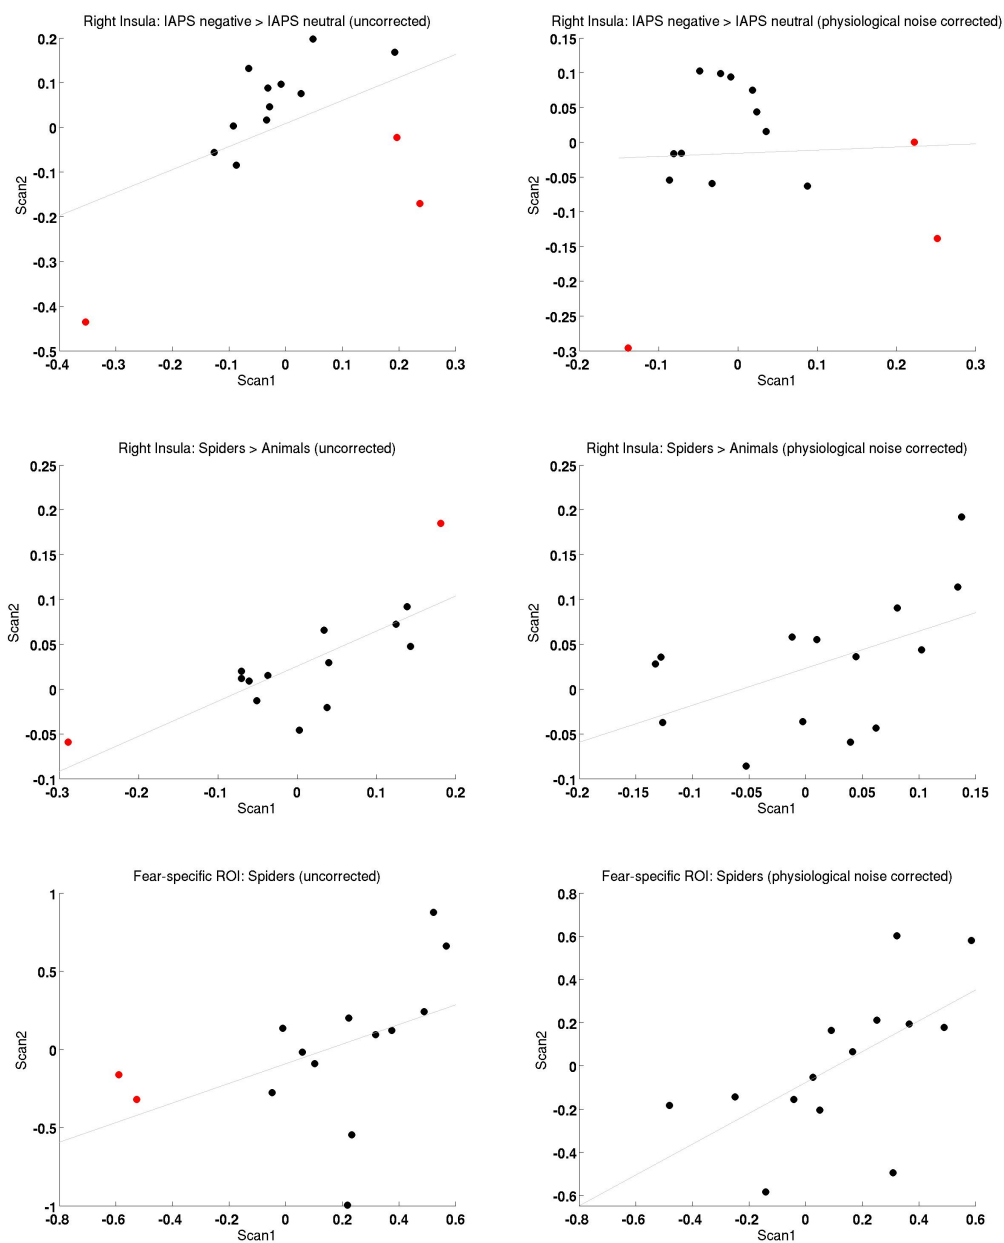 Right Insula: IAPS negative > IAPS neutral (uncorrected)
0.2
0.1
0
-0.1
-0.2
-0.3
-0.4
-0.5
Scan2
-0.4 -0.3 -0.2 -0.1 0 0.1 0.2 0.3
Scan1
Right Insula: IAPS negative > IAPS neutral (physiological noise corrected)
0.15
0.1
0.05
0
-0.05
-0.1
-0.15
-0.2
-0.25
-0.3
Scan2
-0.2 -0.1 0 0.1 0.2 0.3
Scan1
Right Insula: Spiders > Animals (uncorrected)
0.25
0.2
0.15
0.1
0.05
0
-0.05
-0.1
Scan2
-0.3 -0.2 -0.1 0 0.1 0.2
Scan1
Right Insula: Spiders > Animals (physiological noise corrected)
0.25
0.2
0.15
0.1
0.05
0
-0.05
-0.1
Scan2
-0.2 -0.15 -0.1 -0.05 0 0.05 0.1 0.15
Scan1
Fear-specific ROI: Spiders (uncorrected)
1
0.5
0
-0.5
-1
Scan2
-0.8 -0.6 -0.4 -0.2 0 0.2 0.4 0.6
Scan1
Fear-specific ROI: Spiders (physiological noise corrected)
0.8
0.6
0.4
0.2
0
-0.2
-0.4
-0.6
Scan2
-0.8 -0.6 -0.4 -0.2 0 0.2 0.4 0.6
Scan1